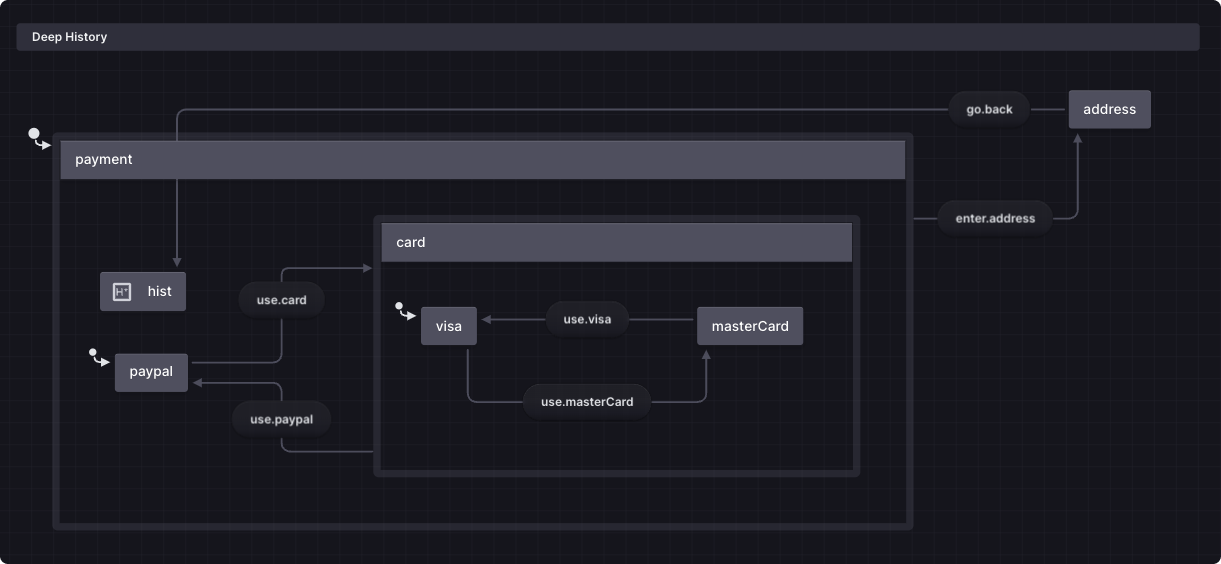 Deep History
go.back
address
payment
enter.address
card
H* hist
use.card
visa
use.visa
masterCard
paypal
use.masterCard
use.paypal